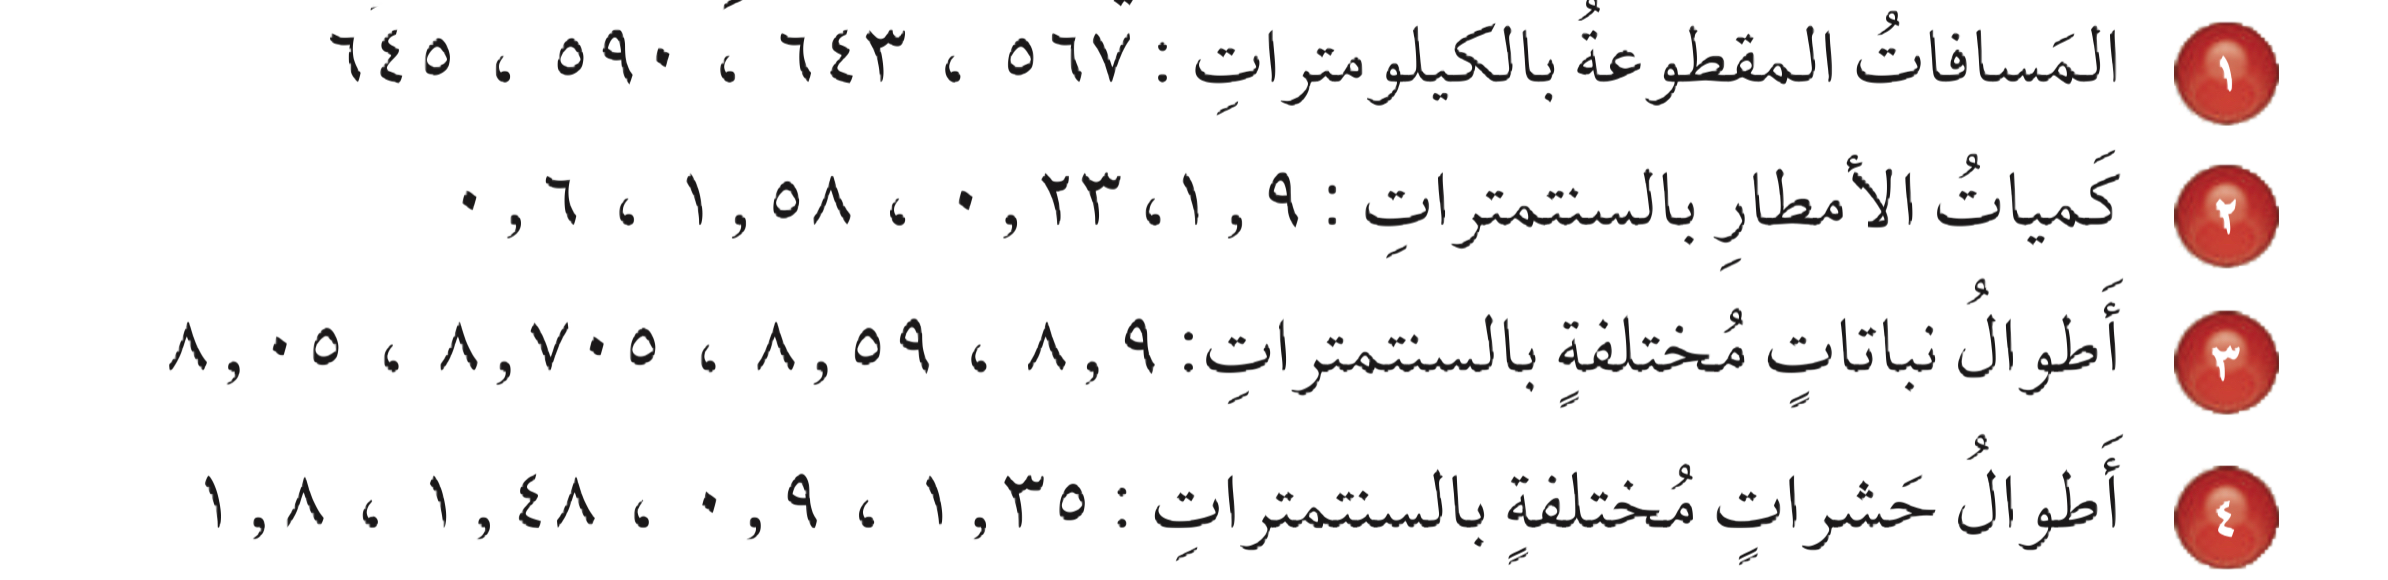 ١ المَسافاتُ المقطوعةُ بالكيلومتراتِ : ٥٦٧ ، ٦٤٣ ، ٥٩٠ ، ٦٤٥
٢ كَمياتُ الأمطارِ بالسنتمتراتِ : ١,٩ ، ٠,٢٣ ، ١,٥٨ ، ٠,٦
٣ أَطوالُ نباتاتٍ مُختلفةٍ بالسنتمتراتِ: ٨,٩ ، ٨,٥٩ ، ٨,٧٠٥ ، ٨,٠٥
٤ أَطوالُ حَشراتٍ مُختلفةٍ بالسنتمتراتِ : ١,٣٥ ، ٠,٩ ، ١,٤٨ ، ١,٨